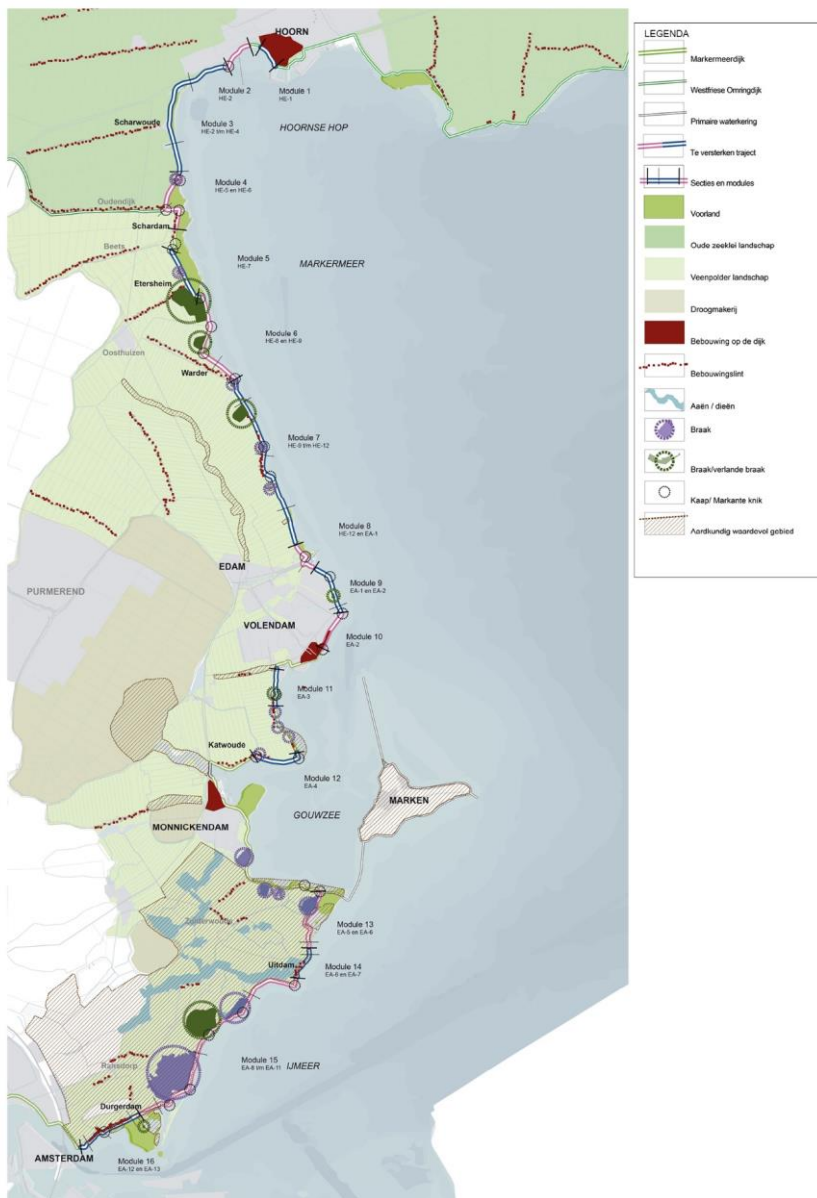 HOORN
Module 2
HE-2
Module 1
HE-1
Module 3
HE-2 t/m HE-4
Scharwoude
HOORNSE HOP
Module 4
HE-5 en HE-6
Oudendijk
Schardam
Beets
Module 5
HE-7
MARKERMEER
Etersheim
Module 6
HE-8 en HE-9
Oosthuizen
Warder
Module 7
HE-9 t/m HE-12
Module 8
HE-12 en EA-1
EDAM
Module 9
EA-1 en EA-2
PURMEREND
VOLENDAM
Module 10
EA-2
Module 11
EA-3
Katwoude
Module 12
EA-4
MARKEN
GOUWZEE
MONNICKENDAM
Zuiderwoude
Module 13
EA-5 en EA-6
Uitdam
Module 14
EA-6 en EA-7
Module 15
EA-8 t/m EA-11
IJMEER
Ransdorp
Durgerdam
AMSTERDAM
Module 16
EA-12 en EA-13
LEGENDA
Markermeerdijk
Westfriese Omringdijk
Primaire waterkering
Te versterken traject
Secties en modules
Voorland
Oude zeeklei landschap
Veenpolder landschap
Droogmakerij
Bebouwing op de dijk
Bebouwingslint
Aaën / dieën
Braak
Braak/verlande braak
Kaap/ Markante knik
Aardkundig waardevol gebied